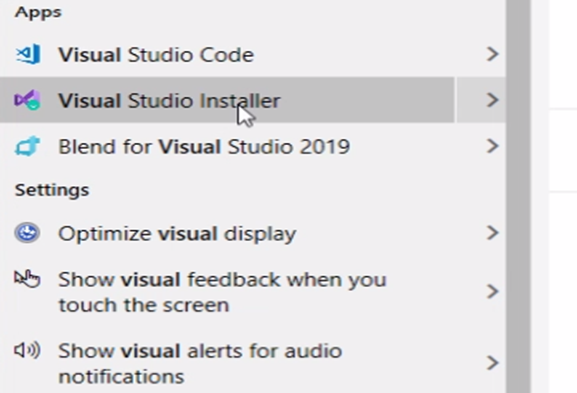 Apps
Visual Studio Code
Visual Studio Installer
Blend for Visual Studio 2019
Settings
Optimize visual display
Show visual feedback when you
touch the screen
Show visual alerts for audio
notifications